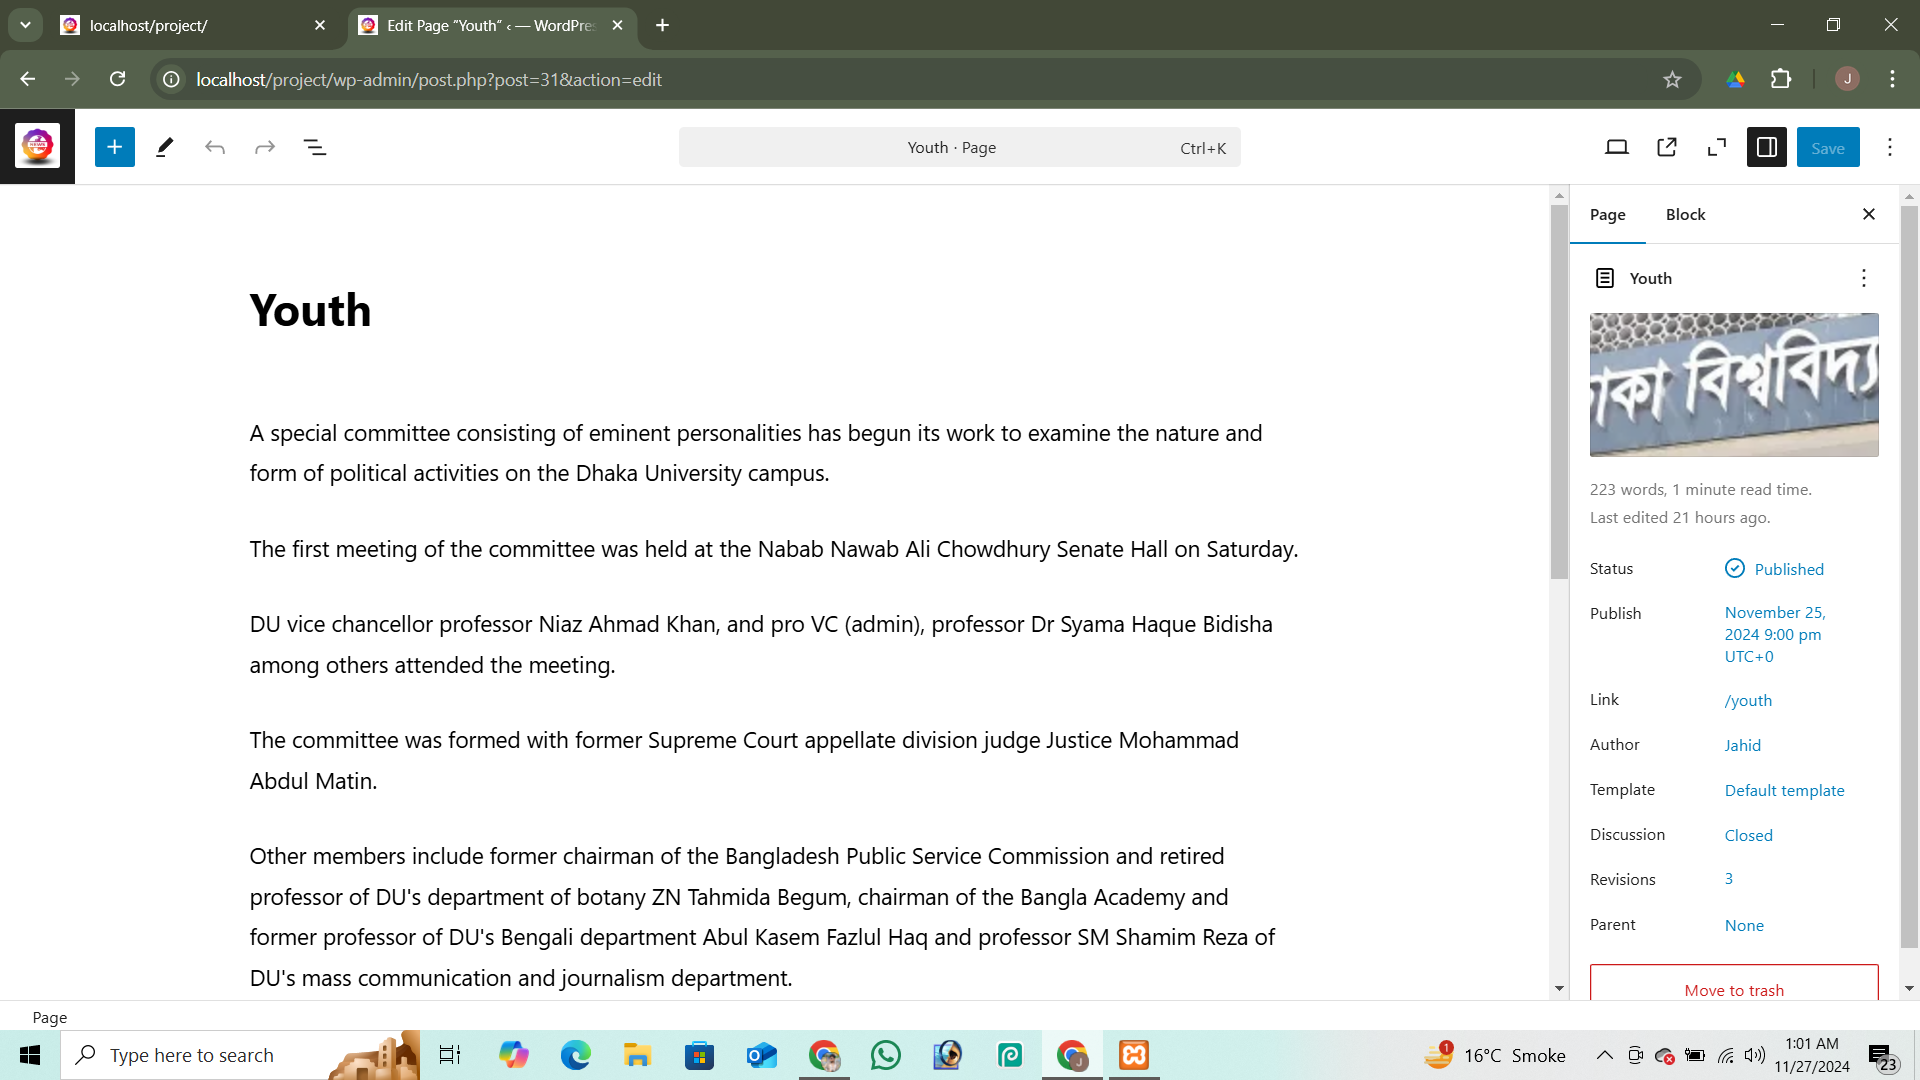 localhost/project/
Edit Page “Youth” ‹ — WordPres
localhost/project/wp-admin/post.php?post=31&action=edit
J
NEWS
Youth · Page
Ctrl+K
Save
Page
Block
Youth
Youth
A special committee consisting of eminent personalities has begun its work to examine the nature and
form of political activities on the Dhaka University campus.
The first meeting of the committee was held at the Nabab Nawab Ali Chowdhury Senate Hall on Saturday.
DU vice chancellor professor Niaz Ahmad Khan, and pro VC (admin), professor Dr Syama Haque Bidisha
among others attended the meeting.
The committee was formed with former Supreme Court appellate division judge Justice Mohammad
Abdul Matin.
Other members include former chairman of the Bangladesh Public Service Commission and retired
professor of DU's department of botany ZN Tahmida Begum, chairman of the Bangla Academy and
former professor of DU's Bengali department Abul Kasem Fazlul Haq and professor SM Shamim Reza of
DU's mass communication and journalism department.
ঢাকা বিশ্ববিদ্য
223 words, 1 minute read time.
Last edited 21 hours ago.
Status
Published
Publish
November 25,
2024 9:00 pm
UTC+0
Link
/youth
Author
Jahid
Template
Default template
Discussion
Closed
Revisions
3
Parent
None
Move to trash
Page
Type here to search
1
16°C Smoke
1:01 AM
11/27/2024
23